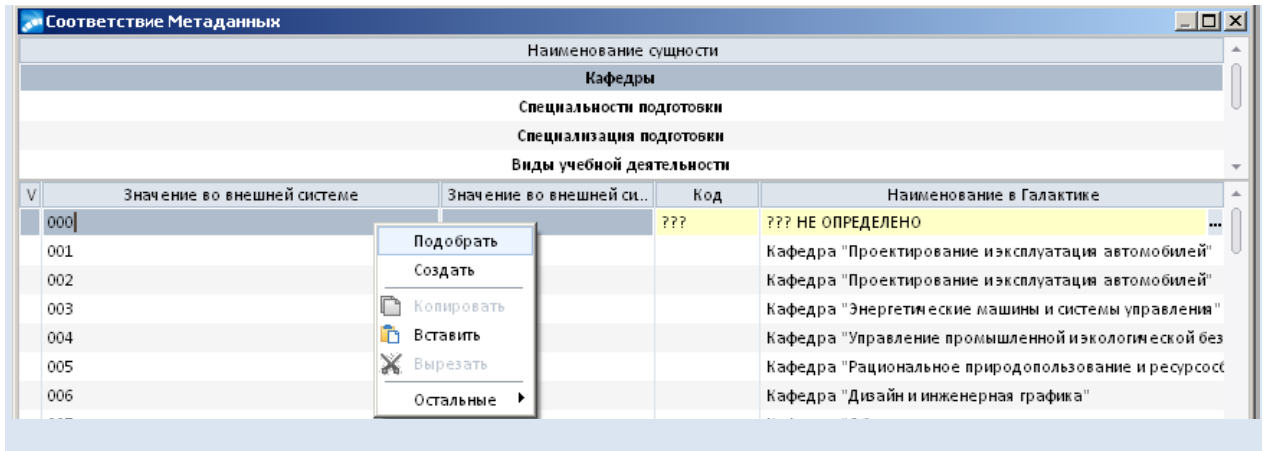 Соответствие Метаданных
Наименование сущности
Кафедры
Специальности подготовки
Специализация подготовки
Виды учебной деятельности
V Значение во внешней системе Значение во внешней си... Код Наименование в Галактике
000 ??? ??? НЕ ОПРЕДЕЛЕНО ...
001 Кафедра "Проектирование и эксплуатация автомобилей"
002 Кафедра "Проектирование и эксплуатация автомобилей"
003 Кафедра "Энергетические машины и системы управления"
004 Кафедра "Управление промышленной и экологической без
005 Кафедра "Рациональное природопользование и ресурсосб
006 Кафедра "Дизайн и инженерная графика"
Подобрать
Создать
Копировать
Вставить
Вырезать
Остальные